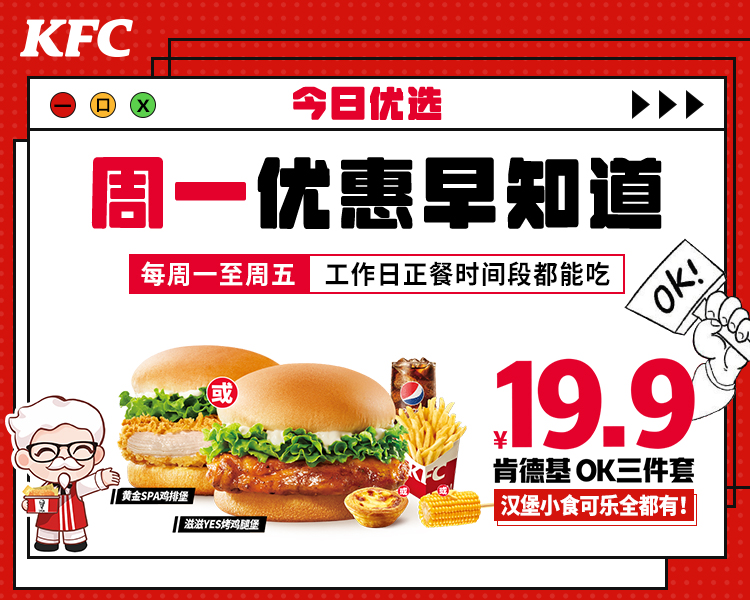 KFC
今日优选
周一优惠早知道
每周一至周五 工作日正餐时间段都能吃
OK!
或
¥19.9
肯德基 OK三件套
汉堡小食可乐全都有!
黄金SPA鸡排堡
滋滋YES烤鸡腿堡
KFC
或
或